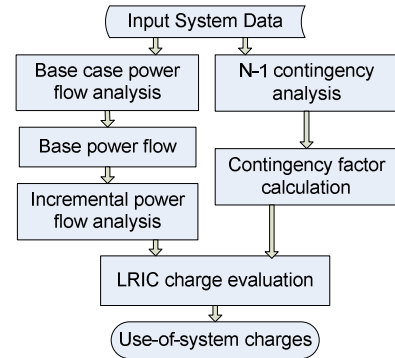 Input System Data
Base case power
flow analysis
N-1 contingency
analysis
Base power flow
Contingency factor
calculation
Incremental power
flow analysis
LRIC charge evaluation
Use-of-system charges